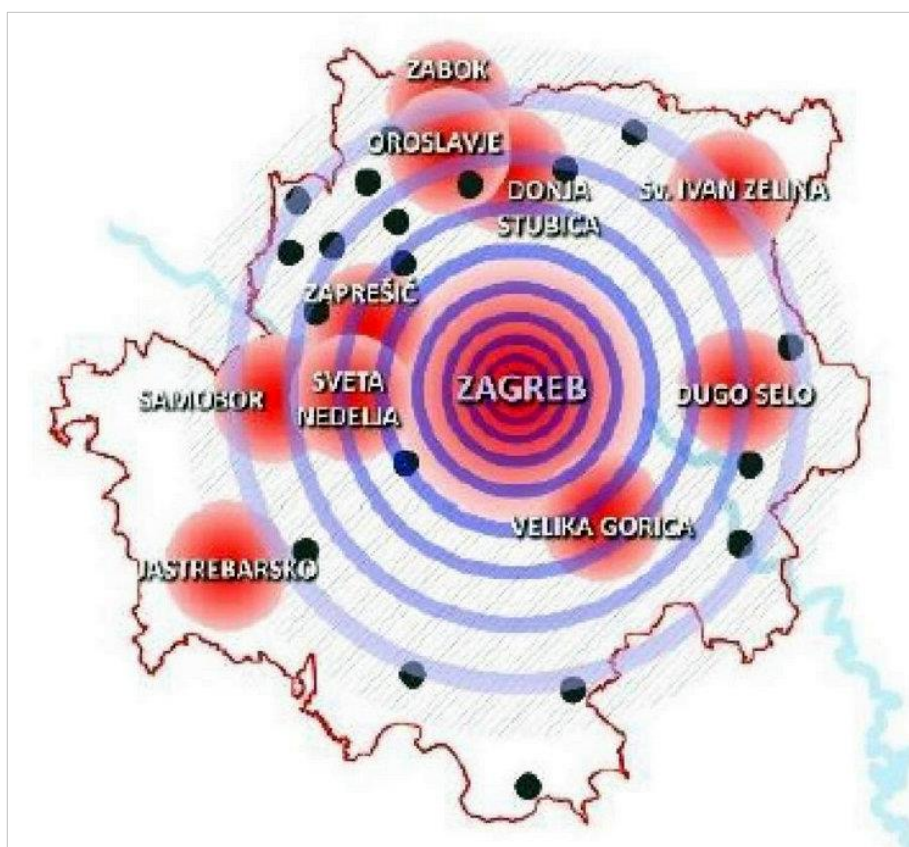 ZABOK
OROSLAVJE
DONJA
STUBICA
Sv. IVAN ZELINA
ZAPREŠIĆ
SAMOBOR
SVETA
NEDELJA
ZAGREB
DUGO SELO
VELIKA GORICA
JASTREBARSKO